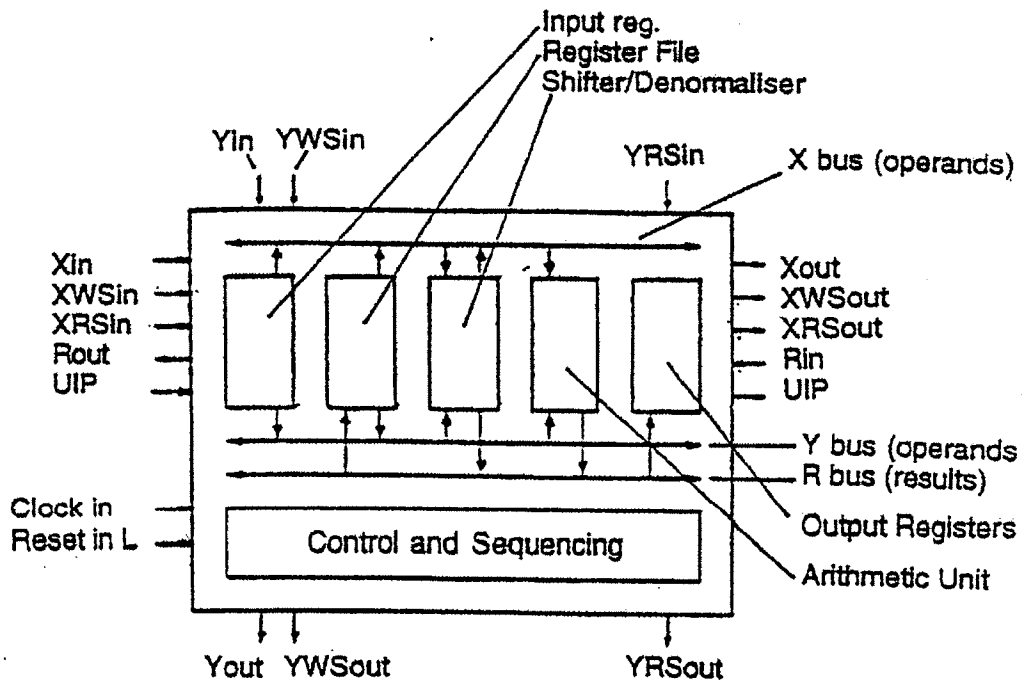 Input reg.
Register File
Shifter/Denormaliser
Yin YWSin
YRSin
X bus (operands)
Xin
XWSin
XRSin
Rout
UIP
Xout
XWSout
XRSout
Rin
UIP
Y bus (operands
R bus (results)
Clock in
Reset in L
Control and Sequencing
Output Registers
Arithmetic Unit
Yout YWSout
YRSout